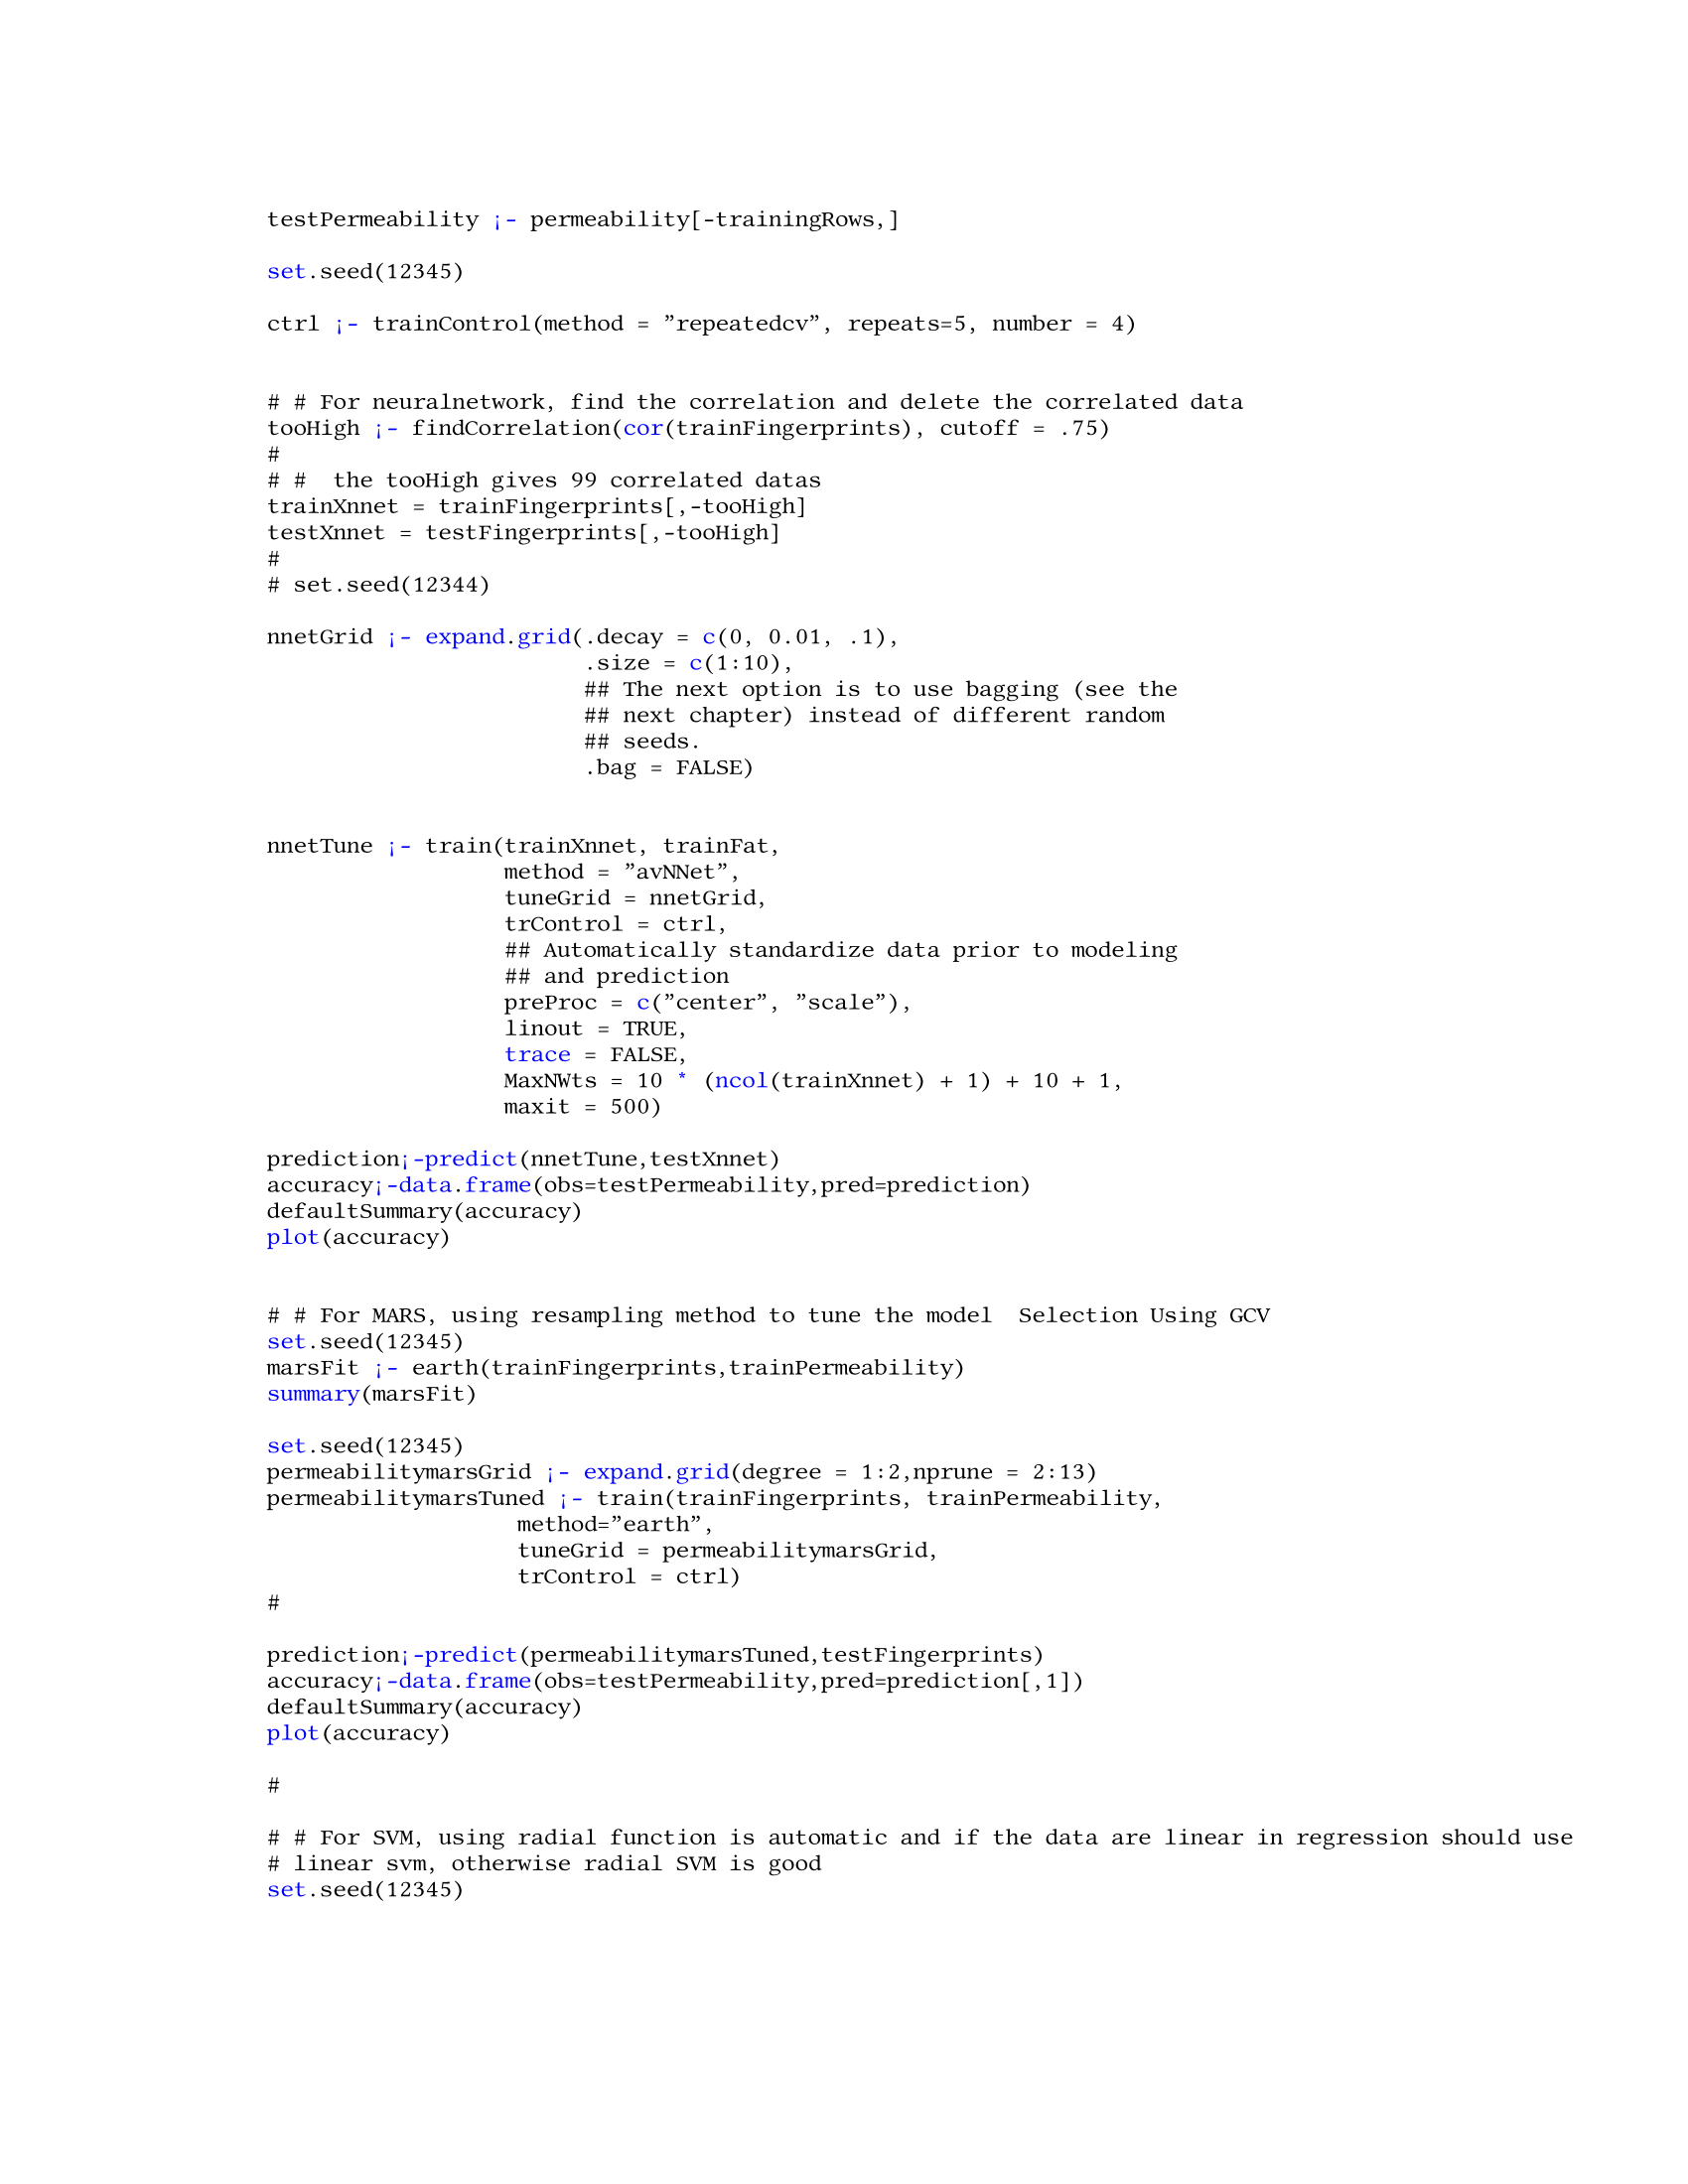 testPermeability ¡- permeability[-trainingRows,]
set.seed(12345)
ctrl ¡- trainControl(method = ”repeatedcv”, repeats=5, number = 4)
# # For neuralnetwork, find the correlation and delete the correlated data
tooHigh ¡- findCorrelation(cor(trainFingerprints), cutoff = .75)
#
# #  the tooHigh gives 99 correlated datas
trainXnnet = trainFingerprints[,-tooHigh]
testXnnet = testFingerprints[,-tooHigh]
#
# set.seed(12344)
nnetGrid ¡- expand.grid(.decay = c(0, 0.01, .1),
.size = c(1:10),
## The next option is to use bagging (see the
## next chapter) instead of different random
## seeds.
.bag = FALSE)
nnetTune ¡- train(trainXnnet, trainFat,
method = ”avNNet”,
tuneGrid = nnetGrid,
trControl = ctrl,
## Automatically standardize data prior to modeling
## and prediction
preProc = c(”center”, ”scale”),
linout = TRUE,
trace = FALSE,
MaxNWts = 10 * (ncol(trainXnnet) + 1) + 10 + 1,
maxit = 500)
prediction¡-predict(nnetTune,testXnnet)
accuracy¡-data.frame(obs=testPermeability,pred=prediction)
defaultSummary(accuracy)
plot(accuracy)
# # For MARS, using resampling method to tune the model  Selection Using GCV
set.seed(12345)
marsFit ¡- earth(trainFingerprints,trainPermeability)
summary(marsFit)
set.seed(12345)
permeabilitymarsGrid ¡- expand.grid(degree = 1:2,nprune = 2:13)
permeabilitymarsTuned ¡- train(trainFingerprints, trainPermeability,
method=”earth”,
tuneGrid = permeabilitymarsGrid,
trControl = ctrl)
#
prediction¡-predict(permeabilitymarsTuned,testFingerprints)
accuracy¡-data.frame(obs=testPermeability,pred=prediction[,1])
defaultSummary(accuracy)
plot(accuracy)
#
# # For SVM, using radial function is automatic and if the data are linear in regression should use
# linear svm, otherwise radial SVM is good
set.seed(12345)